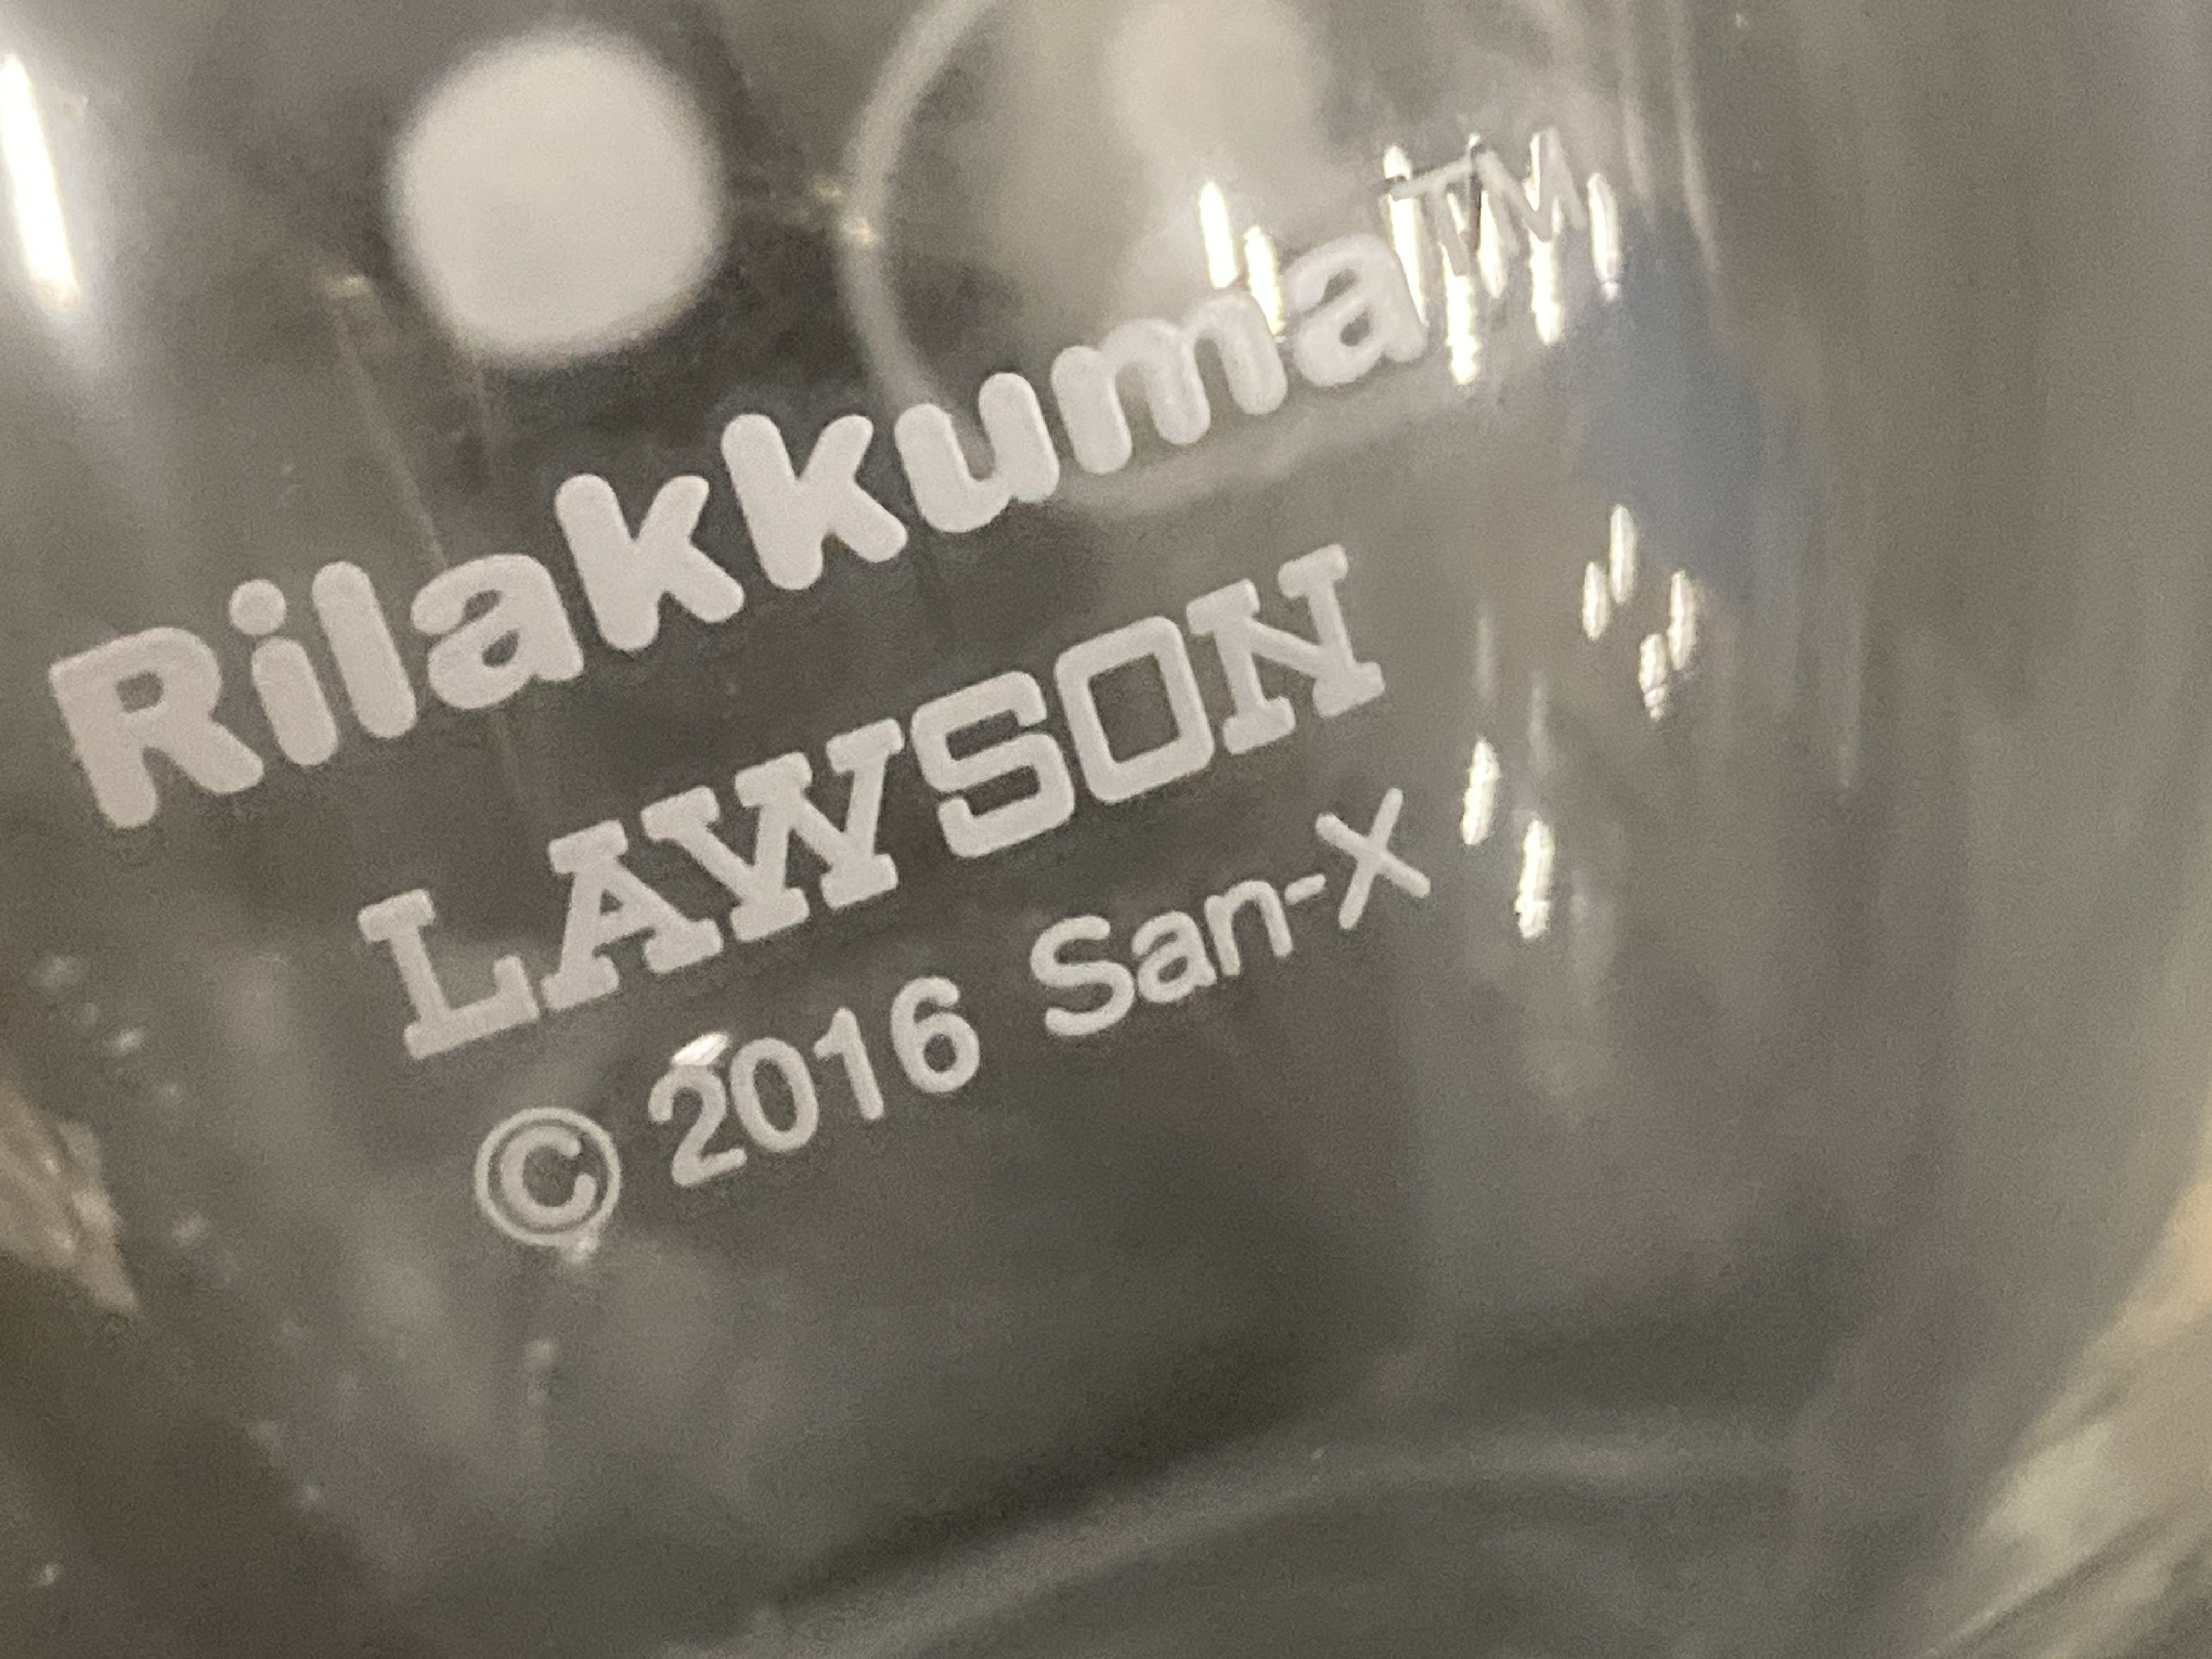 Rilakkuma™
LAWSON
© 2016 San-X